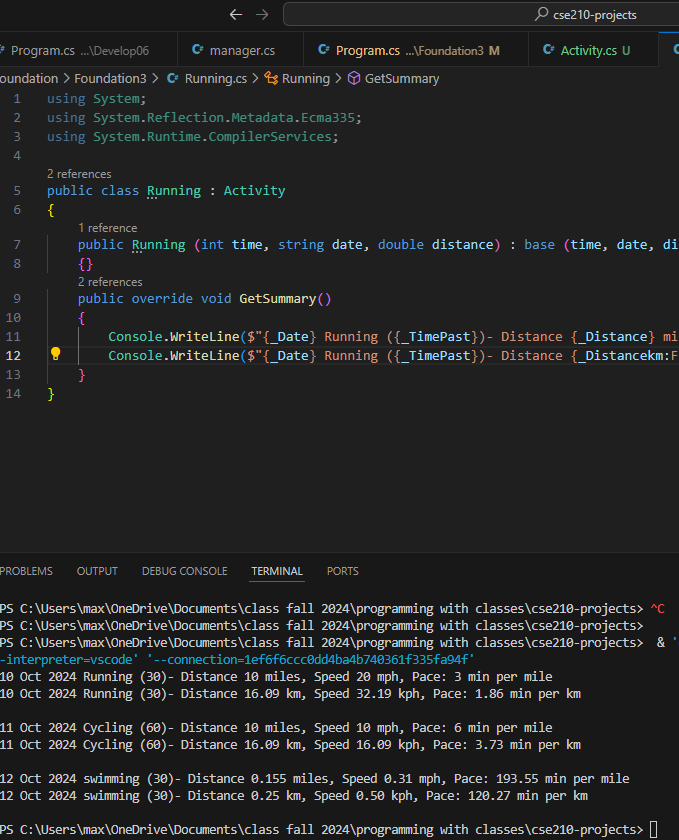 cse210-projects
Program.cs ...\Develop06 manager.cs Program.cs ...\Foundation3 M Activity.cs U
oundation > Foundation3 > Running.cs > Running > GetSummary
1 using System;
2 using System.Reflection.Metadata.Ecma335;
3 using System.Runtime.CompilerServices;
4
2 references
5 public class Running : Activity
6 {
1 reference
7 public Running (int time, string date, double distance) : base (time, date, di
8 {}
2 references
9 public override void GetSummary()
10 {
11 Console.WriteLine($"{_Date} Running ({_TimePast})- Distance {_Distance} mi
12 Console.WriteLine($"{_Date} Running ({_TimePast})- Distance {_Distancekm:F
13 }
14 }
PROBLEMS OUTPUT DEBUG CONSOLE TERMINAL PORTS
PS C:\Users\max\OneDrive\Documents\class fall 2024\programming with classes\cse210-projects> ^C
PS C:\Users\max\OneDrive\Documents\class fall 2024\programming with classes\cse210-projects>
PS C:\Users\max\OneDrive\Documents\class fall 2024\programming with classes\cse210-projects> & '
-interpreter=vscode' '--connection=1ef6f6ccc0dd4ba4b740361f335fa94f'
10 Oct 2024 Running (30)- Distance 10 miles, Speed 20 mph, Pace: 3 min per mile
10 Oct 2024 Running (30)- Distance 16.09 km, Speed 32.19 kph, Pace: 1.86 min per km
11 Oct 2024 Cycling (60)- Distance 10 miles, Speed 10 mph, Pace: 6 min per mile
11 Oct 2024 Cycling (60)- Distance 16.09 km, Speed 16.09 kph, Pace: 3.73 min per km
12 Oct 2024 swimming (30)- Distance 0.155 miles, Speed 0.31 mph, Pace: 193.55 min per mile
12 Oct 2024 swimming (30)- Distance 0.25 km, Speed 0.50 kph, Pace: 120.27 min per km
PS C:\Users\max\OneDrive\Documents\class fall 2024\programming with classes\cse210-projects>